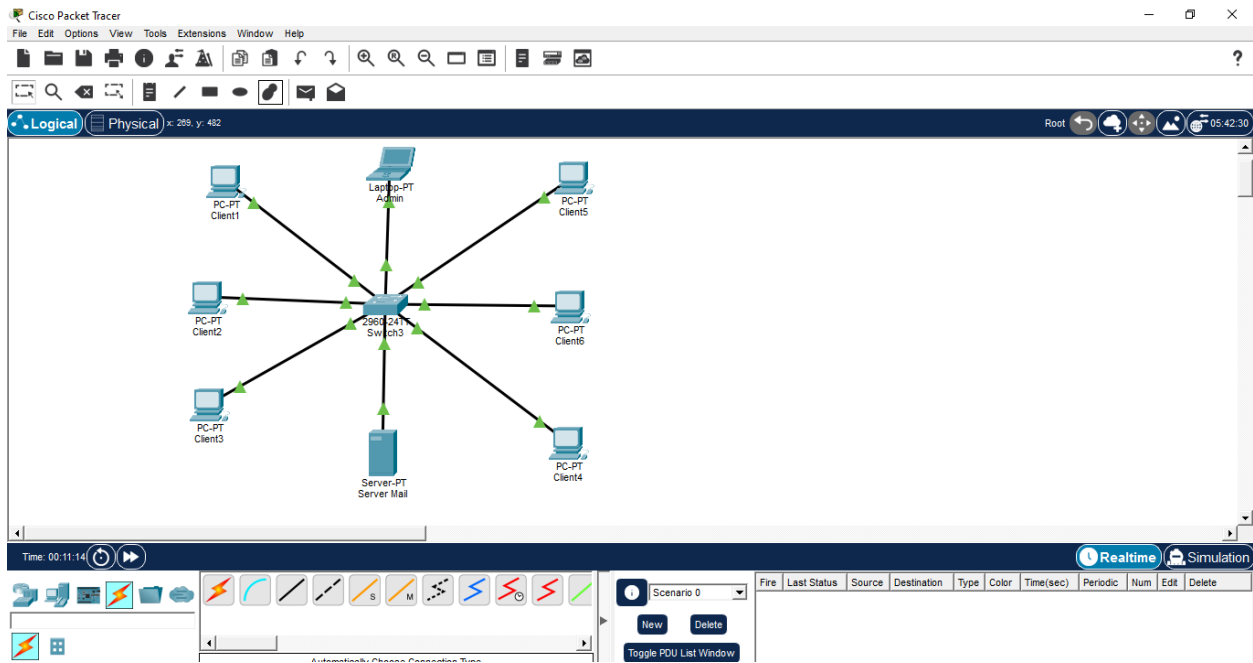 Cisco Packet Tracer
File Edit Options View Tools Extensions Window Help
?
Logical Physical x: 289, y: 482 Root 05:42:30
Laptop-PT
Admin
PC-PT
Client1
PC-PT
Client5
PC-PT
Client2
2960-24TT
Switch3
PC-PT
Client6
PC-PT
Client3
PC-PT
Client4
Server-PT
Server Mail
Time: 00:11:14 Realtime Simulation
S M
Scenario 0
New Delete
Toggle PDU List Window
Fire Last Status Source Destination Type Color Time(sec) Periodic Num Edit Delete
Automatically Choose Connection Type